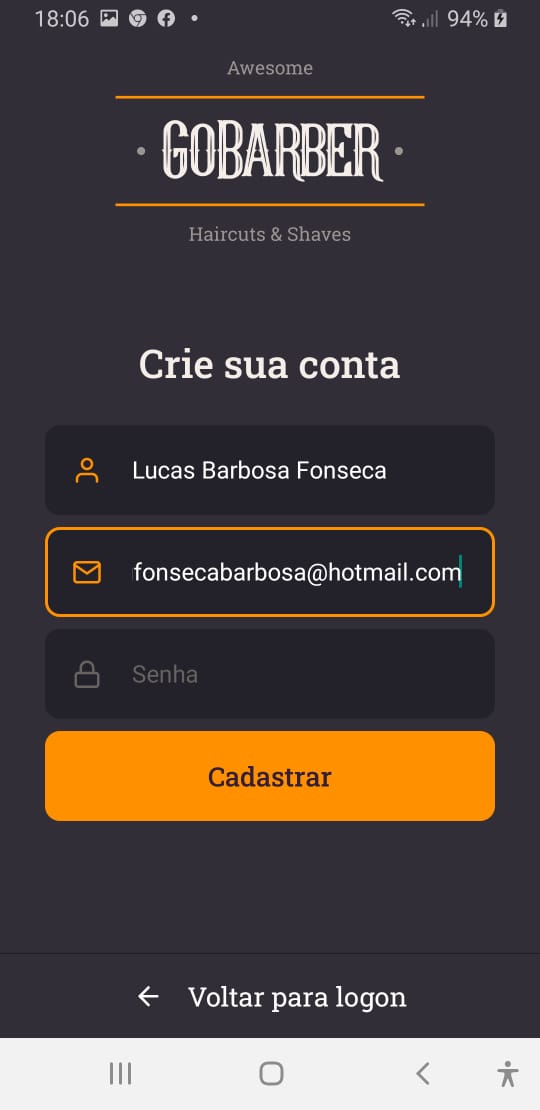 18:06
94%
Awesome
GOBARBER
Haircuts & Shaves
Crie sua conta
Lucas Barbosa Fonseca
fonsecabarbosa@hotmail.com
Senha
Cadastrar
Voltar para logon